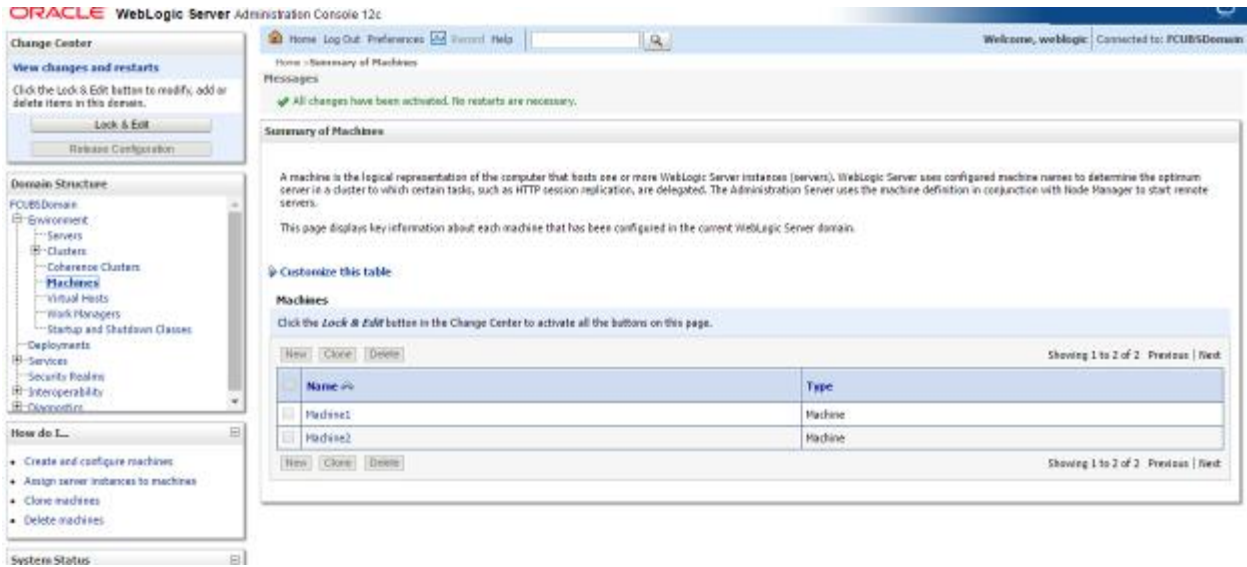 ORACLE WebLogic Server Administration Console 12c
Change Center
View changes and restarts
Click the Lock & Edit button to modify, add or
delete items in this domain.
Lock & Edit
Release Configuration
Domain Structure
FCUBSDomain
Environment
Servers
Clusters
Coherence Clusters
Machines
Virtual Hosts
Work Managers
Startup and Shutdown Classes
Deployments
Services
Security Realms
Interoperability
Diagnostics
How do I...
Create and configure machines
Assign server instances to machines
Clone machines
Delete machines
System Status
Home Log Out Preferences Record Help
Welcome, weblogic Connected to: FCUBSDomain
Home >Summary of Machines
Messages
All changes have been activated. No restarts are necessary.
Summary of Machines
A machine is the logical representation of the computer that hosts one or more WebLogic Server instances (servers). WebLogic Server uses configured machine names to determine the optimum
server in a cluster to which certain tasks, such as HTTP session replication, are delegated. The Administration Server uses the machine definition in conjunction with Node Manager to start remote
servers.
This page displays key information about each machine that has been configured in the current WebLogic Server domain.
Customize this table
Machines
Click the Lock & Edit button in the Change Center to activate all the buttons on this page.
New Clone Delete Showing 1 to 2 of 2 Previous | Next
Name Type
Machine1 Machine
Machine2 Machine
New Clone Delete Showing 1 to 2 of 2 Previous | Next